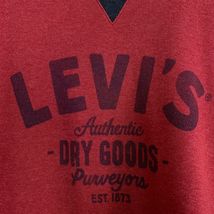 LEVI'S
Authentic
- DRY GOODS -
Purveyors
EST. 1873